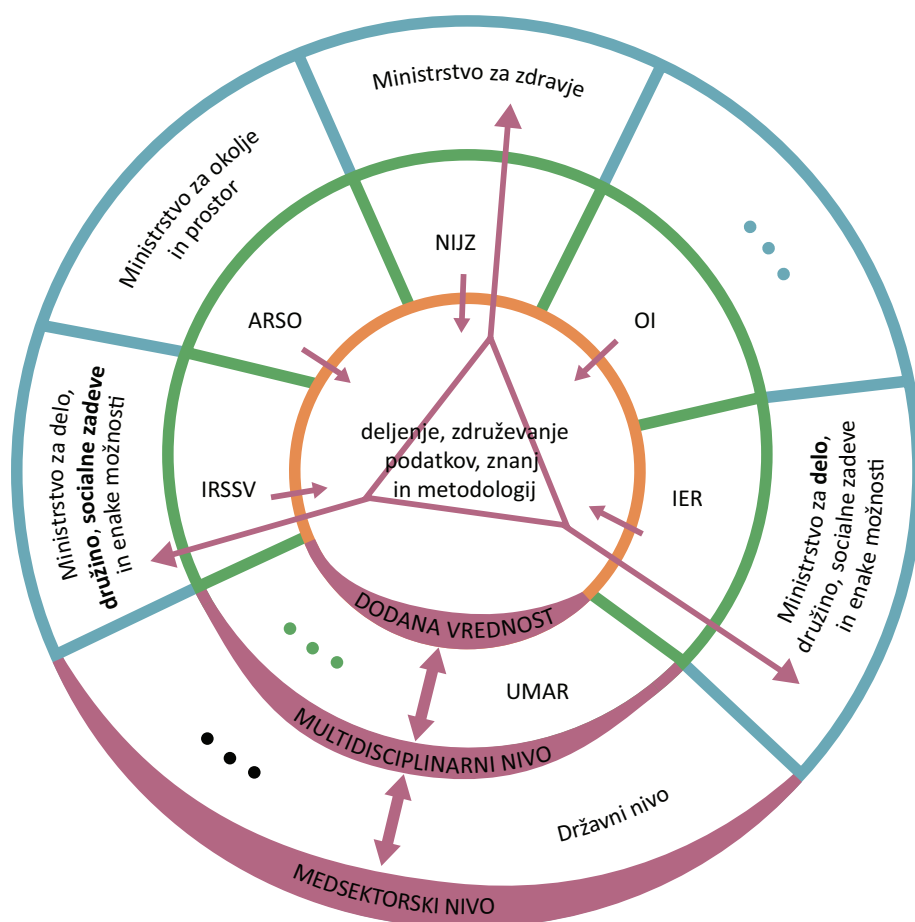 Ministrstvo za zdravje
Ministrstvo za okolje
in prostor
NIJZ
ARSO
OI
Ministrstvo za delo,
družino, socialne zadeve
in enake možnosti
deljenje, združevanje
podatkov, znanj
in metodologij
IRSSV
IER
Ministrstvo za delo,
družino, socialne zadeve
in enake možnosti
DODANA VREDNOST
UMAR
MULTIDISCIPLINARNI NIVO
Državni nivo
MEDSEKTORSKI NIVO